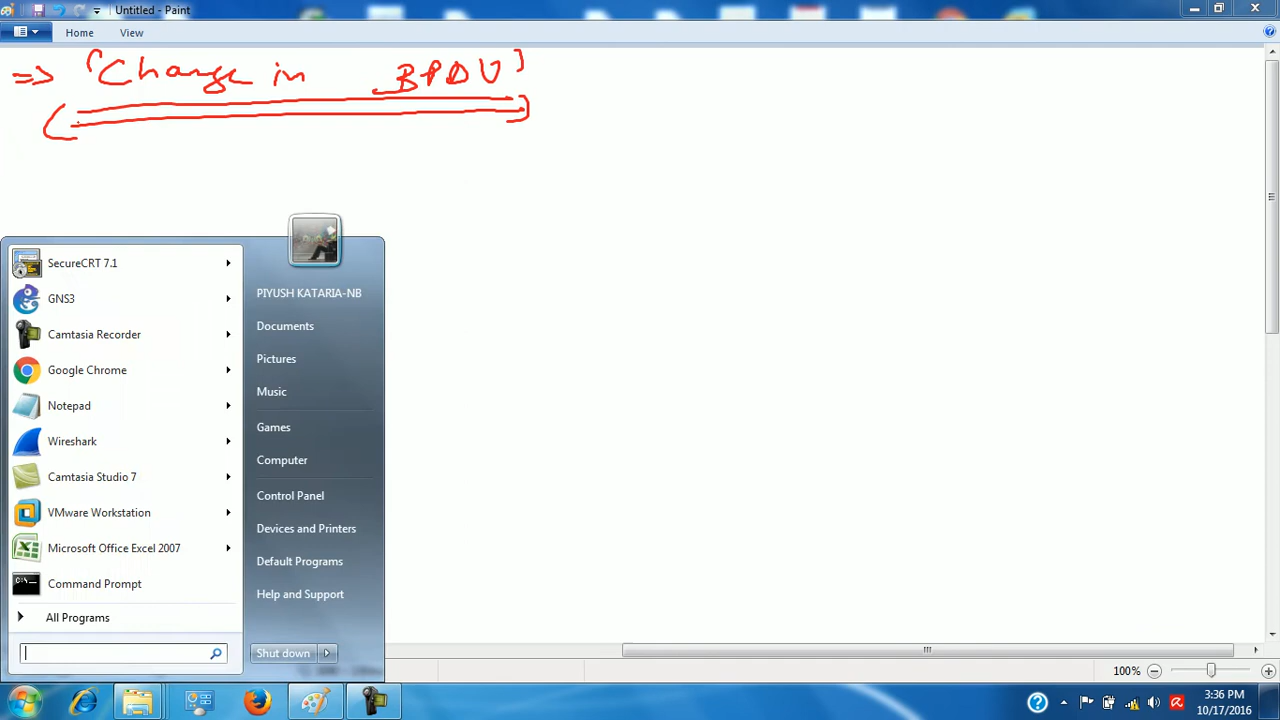 Untitled - Paint
Home View
=> "Change in BPDU"
PIYUSH KATARIA-NB
SecureCRT 7.1
GNS3
Camtasia Recorder
Google Chrome
Notepad
Wireshark
Camtasia Studio 7
VMware Workstation
Microsoft Office Excel 2007
Command Prompt
All Programs
Documents
Pictures
Music
Games
Computer
Control Panel
Devices and Printers
Default Programs
Help and Support
Shut down
100%
3:36 PM
10/17/2016